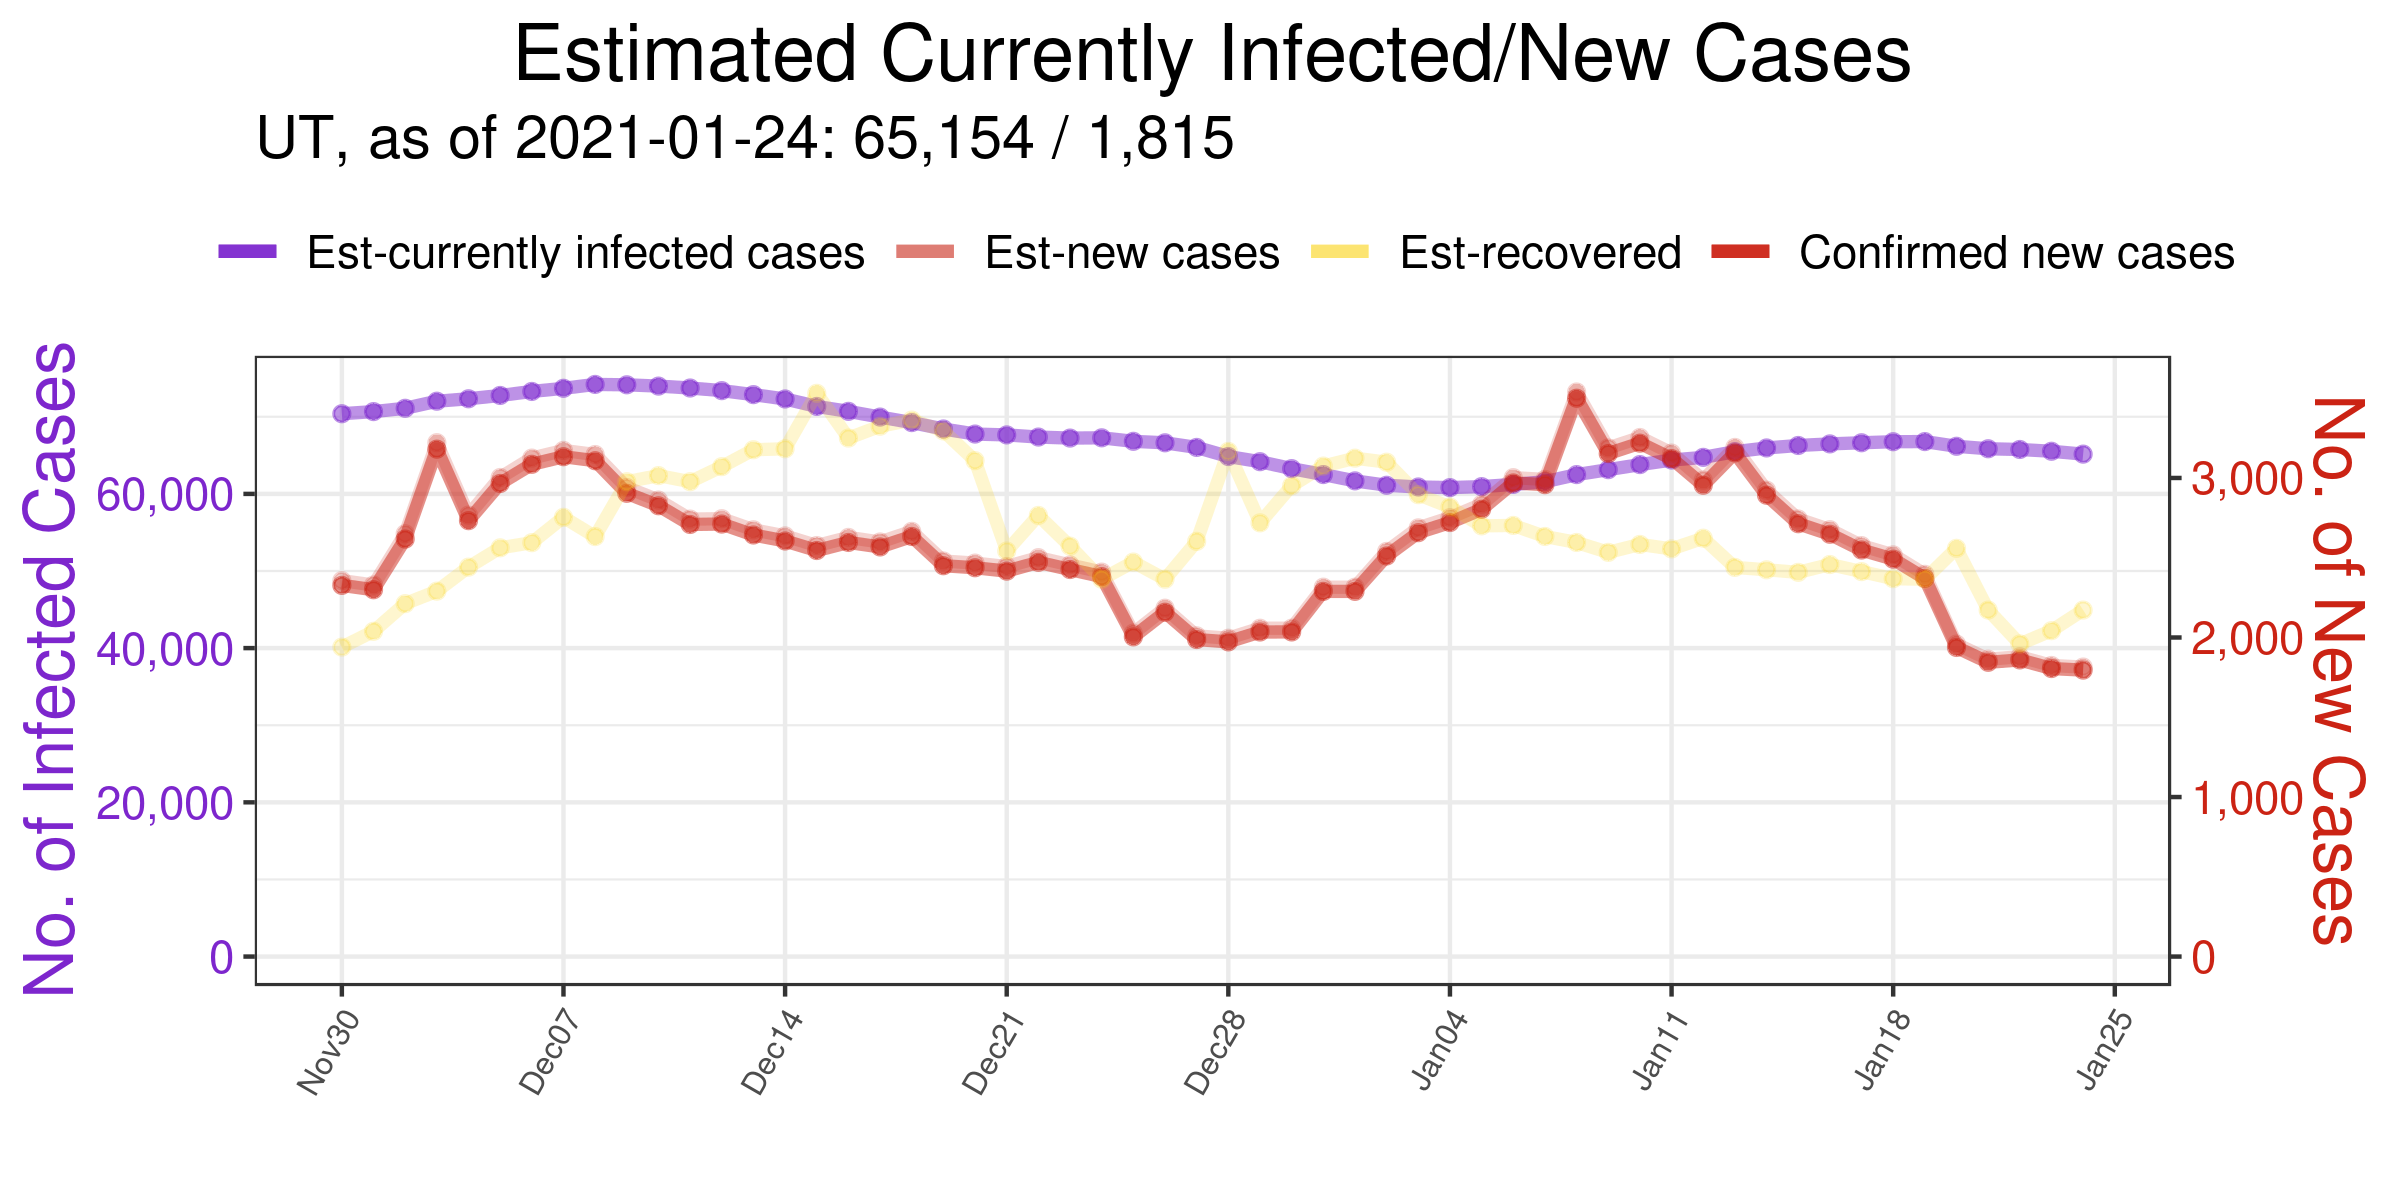 Estimated Currently Infected/New Cases
UT, as of 2021-01-24: 65,154 / 1,815
Est-currently infected cases Est-new cases Est-recovered Confirmed new cases
No. of Infected Cases
60,000
40,000
20,000
0
3,000
2,000
1,000
0
No. of New Cases
Nov30 Dec07 Dec14 Dec21 Dec28 Jan04 Jan11 Jan18 Jan25